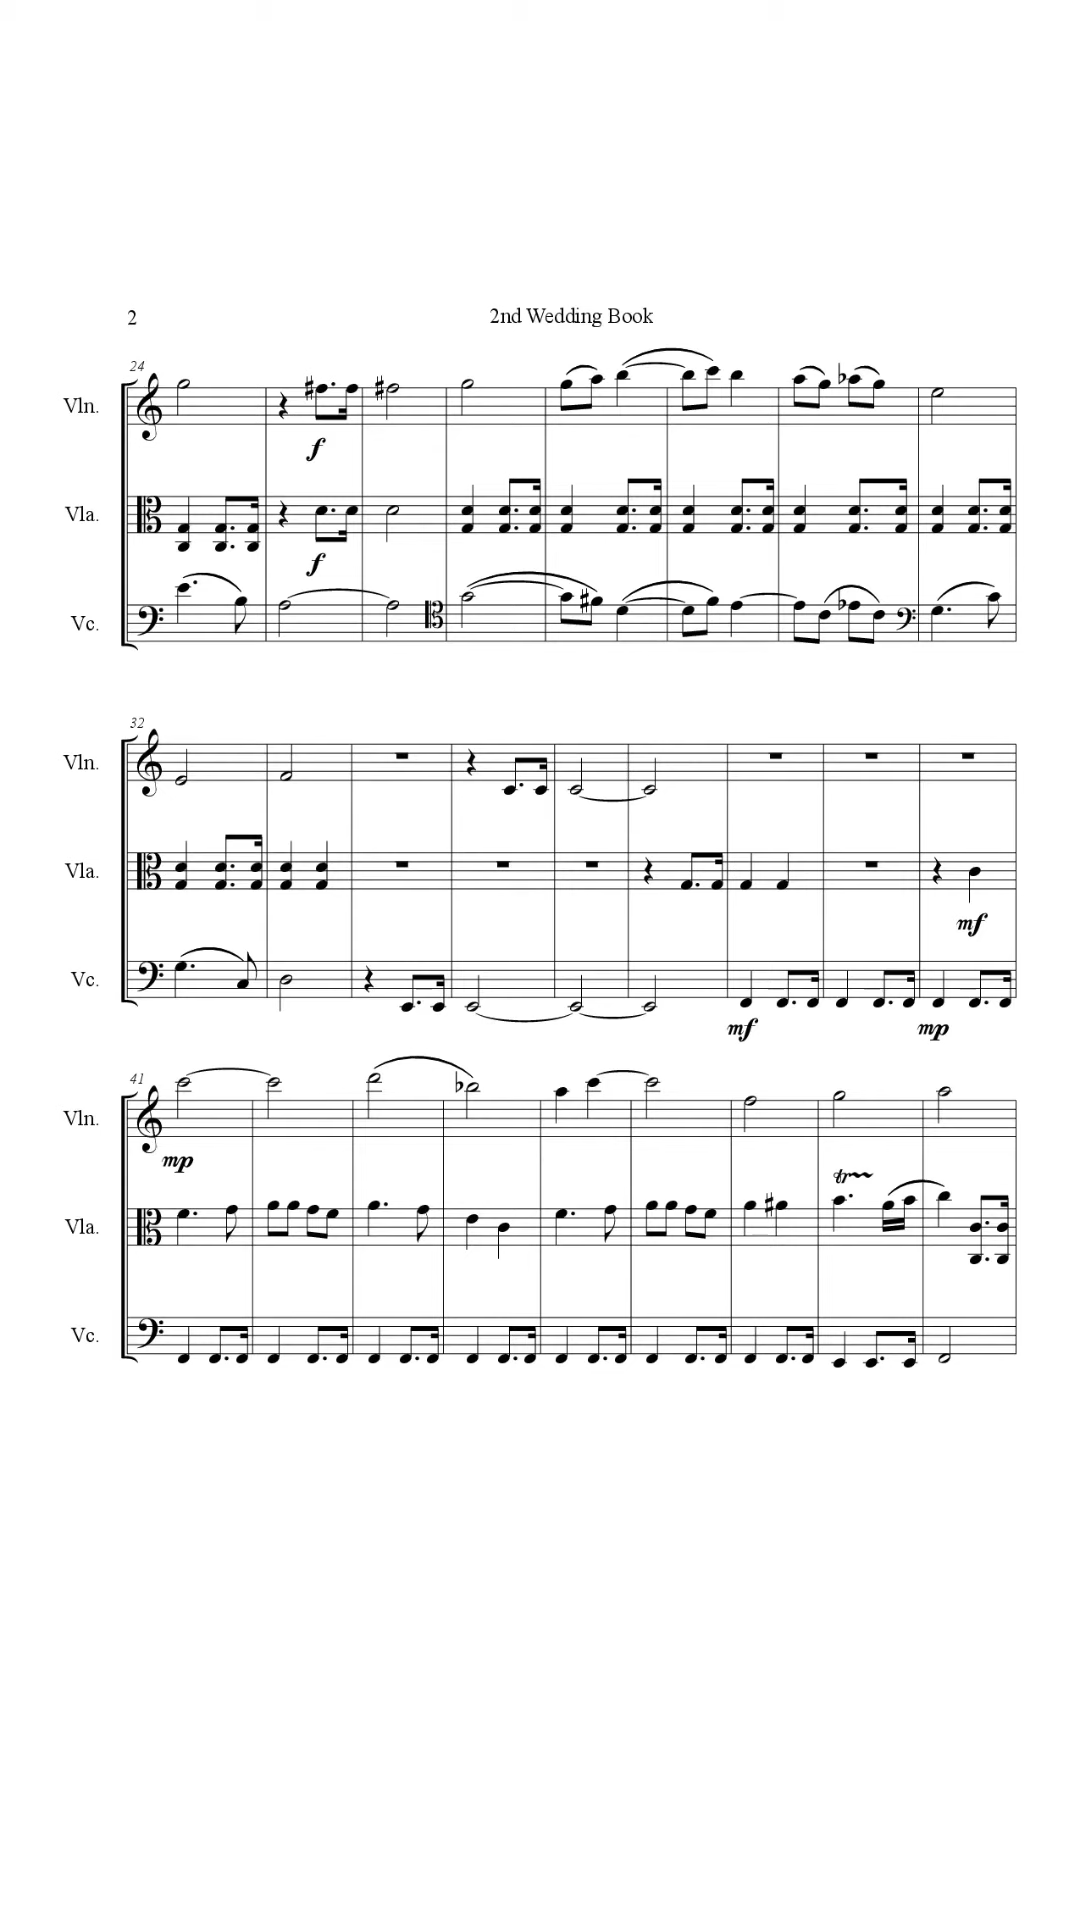 2
2nd Wedding Book
24
Vln.
f
Vla.
f
Vc.
32
Vln.
Vla.
mf
Vc.
mf
mp
41
Vln.
mp
tr
Vla.
Vc.